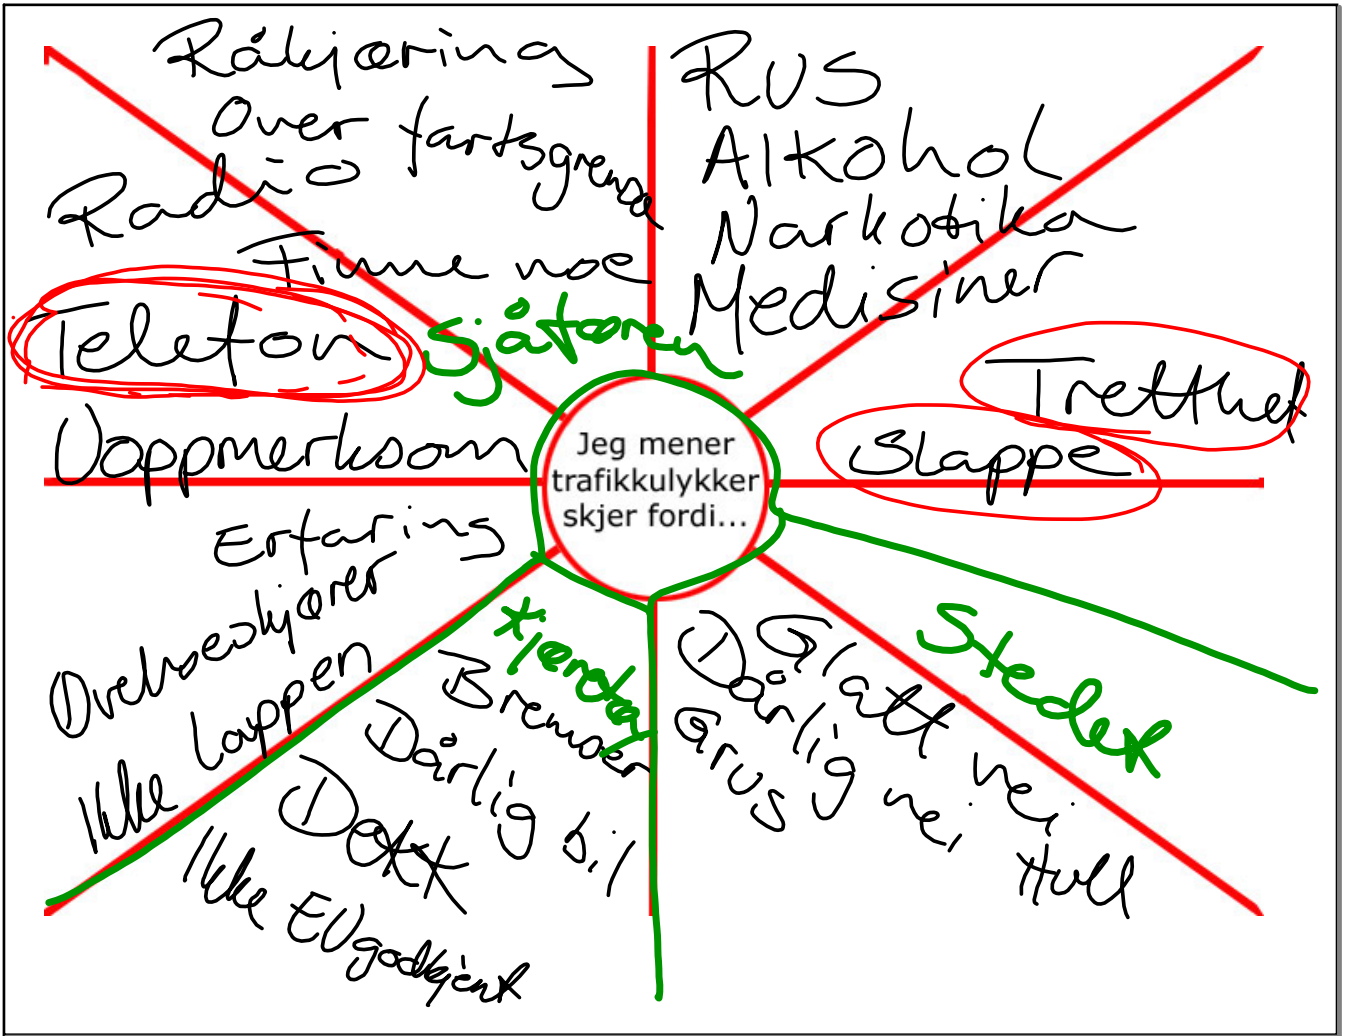 Råkjøring
Over fartsgrensa
RUS
Alkohol
Narkotika
Medisiner
Radio
Finne noe
Telefon
Uoppmerksom
Sjåføren
Tretthet
Slappe
Jeg mener
trafikkulykker
skjer fordi...
Erfaring
Øvelseskjører
Ikke lappen
Kjøretøy
Bremser
Dårlig bil
Dekk
Ikke EU godkjent
Glatt vei
Dårlig vei
Grus
Hull
Stedet